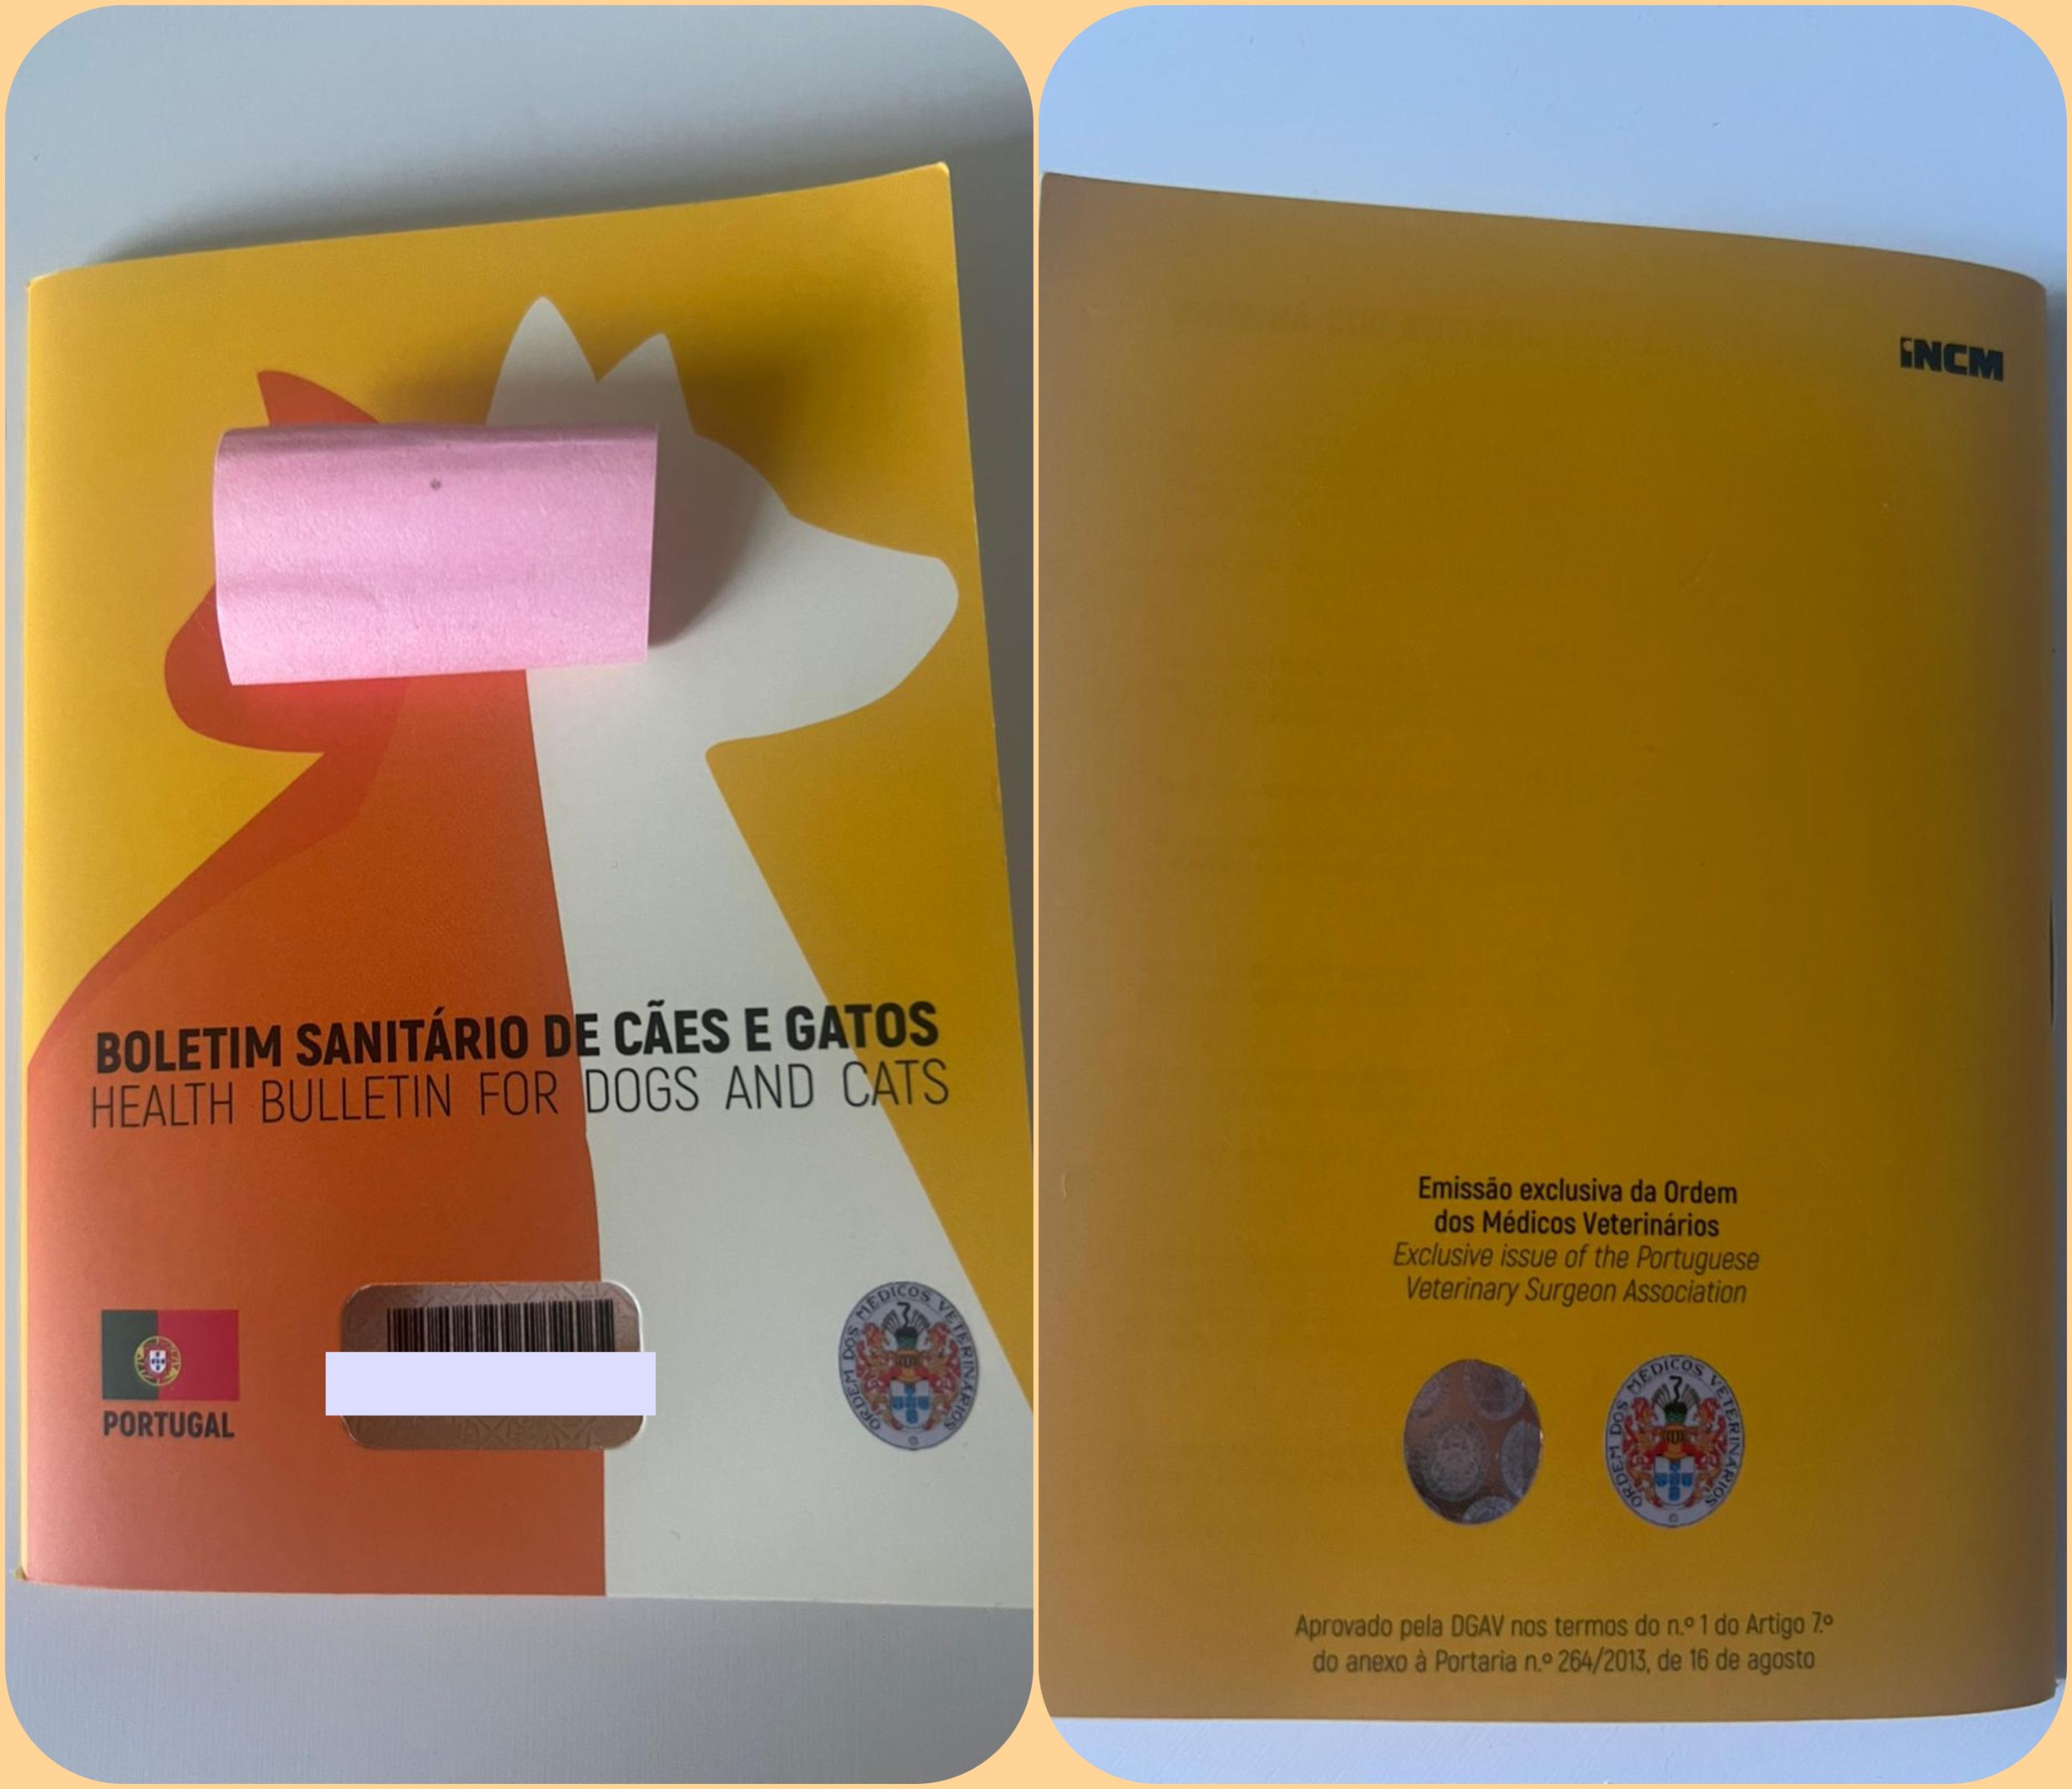 BOLETIM SANITÁRIO DE CÃES E GATOS
HEALTH BULLETIN FOR DOGS AND CATS
PORTUGAL
ORDEM DOS MÉDICOS VETERINÁRIOS
INCM
Emissão exclusiva da Ordem
dos Médicos Veterinários
Exclusive issue of the Portuguese
Veterinary Surgeon Association
ORDEM DOS MÉDICOS VETERINÁRIOS
Aprovado pela DGAV nos termos do n.º 1 do Artigo 7.º
do anexo à Portaria n.º 264/2013, de 16 de agosto